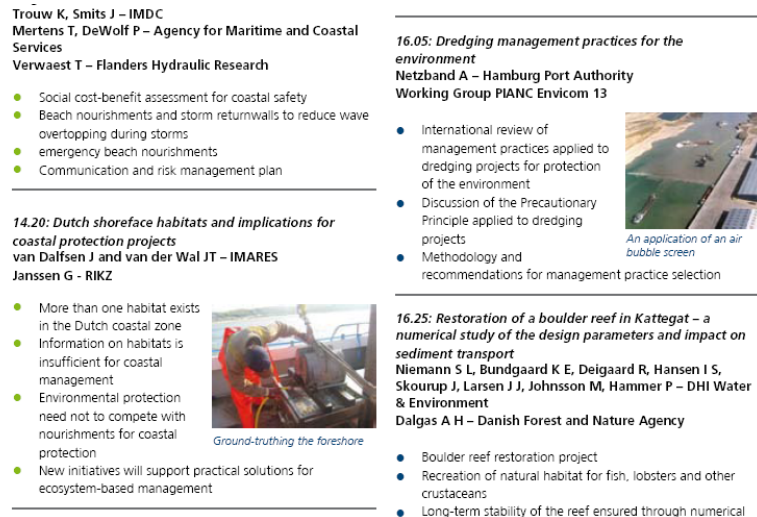 Trouw K, Smits J – IMDC
Mertens T, DeWolf P – Agency for Maritime and Coastal
Services
Verwaest T – Flanders Hydraulic Research
Social cost-benefit assessment for coastal safety
Beach nourishments and storm returnwalls to reduce wave
overtopping during storms
emergency beach nourishments
Communication and risk management plan
14.20: Dutch shoreface habitats and implications for
coastal protection projects
van Dalfsen J and van der Wal JT – IMARES
Janssen G - RIKZ
More than one habitat exists
in the Dutch coastal zone
Information on habitats is
insufficient for coastal
management
Environmental protection
need not to compete with
nourishments for coastal
protection
Ground-truthing the foreshore
New initiatives will support practical solutions for
ecosystem-based management
16.05: Dredging management practices for the
environment
Netzband A – Hamburg Port Authority
Working Group PIANC Envicom 13
International review of
management practices applied to
dredging projects for protection
of the environment
Discussion of the Precautionary
Principle applied to dredging
projects
An application of an air
bubble screen
Methodology and
recommendations for management practice selection
16.25: Restoration of a boulder reef in Kattegat – a
numerical study of the design parameters and impact on
sediment transport
Niemann S L, Bundgaard K E, Deigaard R, Hansen I S,
Skourup J, Larsen J J, Johnsson M, Hammer P – DHI Water
& Environment
Dalgas A H – Danish Forest and Nature Agency
Boulder reef restoration project
Recreation of natural habitat for fish, lobsters and other
crustaceans
Long-term stability of the reef ensured through numerical